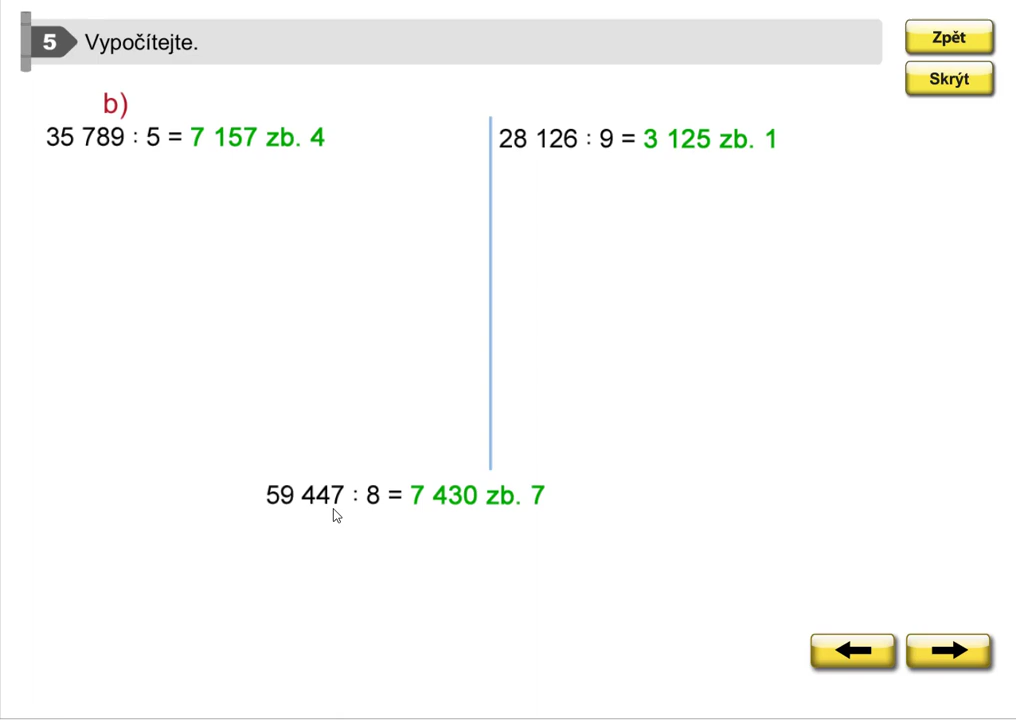 5 Vypočítejte.
Zpět
Skrýt
b)
35 789 : 5 = 7 157 zb. 4
28 126 : 9 = 3 125 zb. 1
59 447 : 8 = 7 430 zb. 7